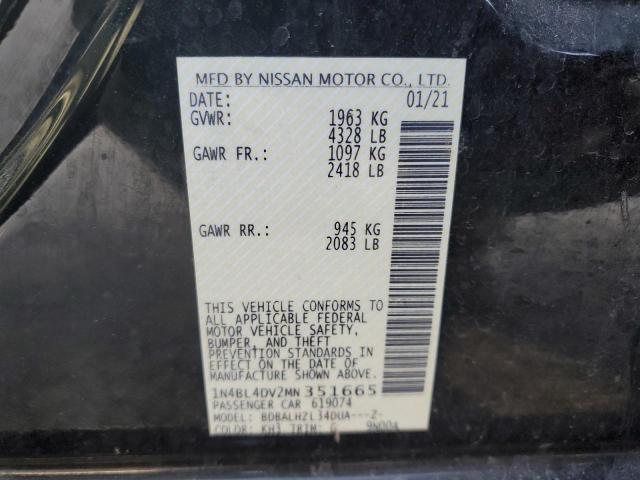 MFD BY NISSAN MOTOR CO., LTD.
DATE: 01/21
GVWR: 1963 KG
4328 LB
GAWR FR.: 1097 KG
2418 LB
GAWR RR.: 945 KG
2083 LB
THIS VEHICLE CONFORMS TO
ALL APPLICABLE FEDERAL
MOTOR VEHICLE SAFETY,
BUMPER, AND THEFT
PREVENTION STANDARDS IN
EFFECT ON THE DATE OF
MANUFACTURE SHOWN ABOVE.
1N4BL4DV2MN351665
PASSENGER CAR 619074
MODEL: BDBALHZL34DUA---Z-
COLOR: KH3 TRIM: G 9N004